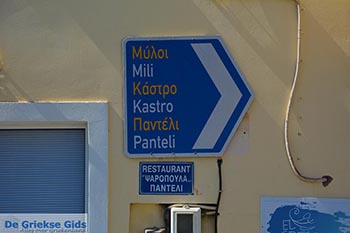 Μύλοι
Mili
Κάστρο
Kastro
Παντέλι
Panteli
RESTAURANT
"ΨΑΡΟΠΟΥΛΑ"
ΠΑΝΤΕΛΙ
De Griekse Gids